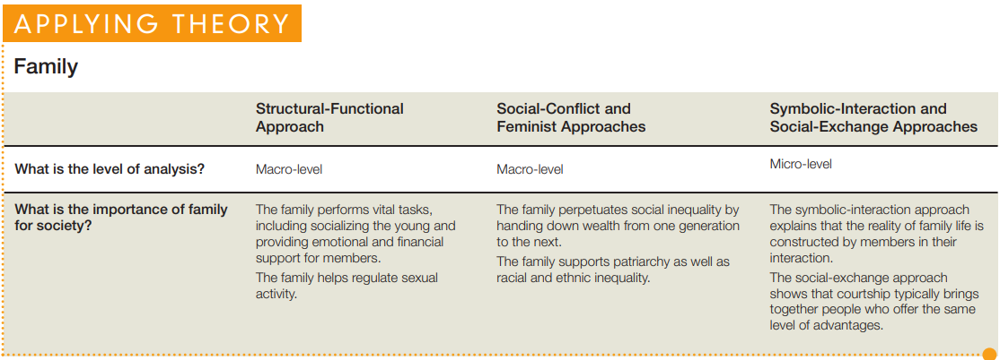 APPLYING THEORY
Family
Structural-Functional
Approach
Social-Conflict and
Feminist Approaches
Symbolic-Interaction and
Social-Exchange Approaches
What is the level of analysis?
Macro-level
Macro-level
Micro-level
What is the importance of family
for society?
The family performs vital tasks,
including socializing the young and
providing emotional and financial
support for members.
The family helps regulate sexual
activity.
The family perpetuates social inequality by
handing down wealth from one generation
to the next.
The family supports patriarchy as well as
racial and ethnic inequality.
The symbolic-interaction approach
explains that the reality of family life is
constructed by members in their
interaction.
The social-exchange approach
shows that courtship typically brings
together people who offer the same
level of advantages.